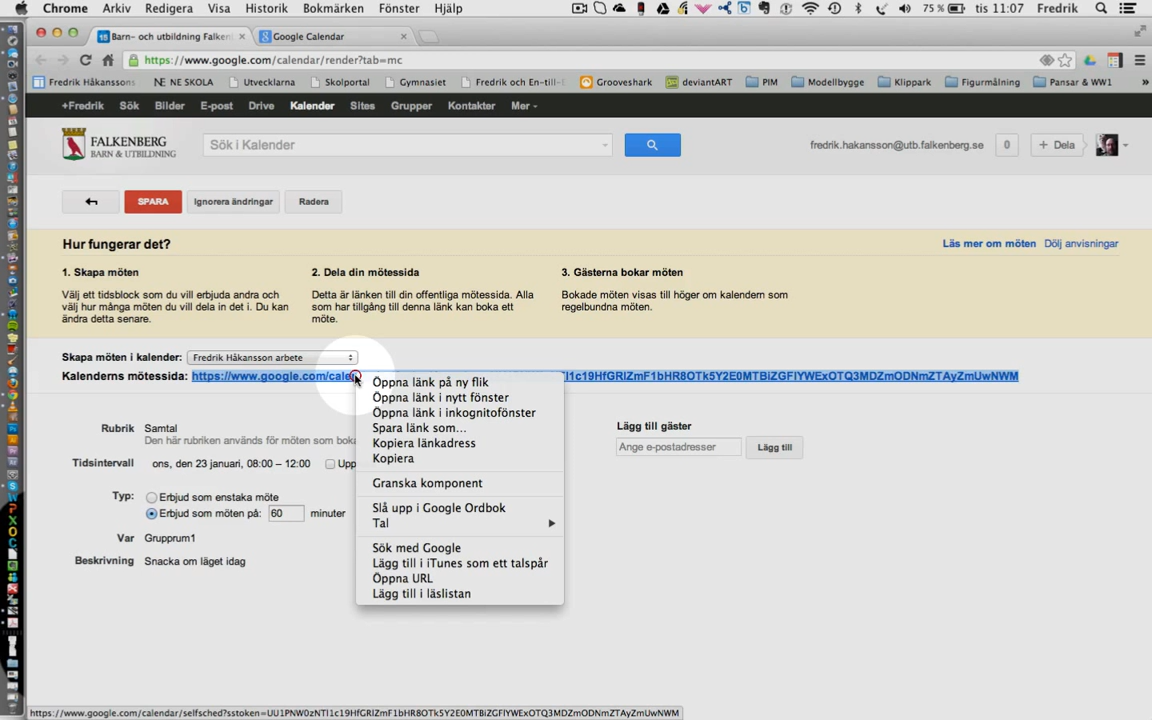 Chrome Arkiv Redigera Visa Historik Bokmärken Fönster Hjälp 75 % tis 11:07 Fredrik
Barn- och utbildning Falken Google Calendar
https://www.google.com/calendar/render?tab=mc
Fredrik Håkanssons NE NE SKOLA Utvecklarna Skolportal Gymnasiet Fredrik och En-till-E Grooveshark deviantART PIM Modellbygge Klippark Figurmålning Pansar & WW1 »
+Fredrik Sök Bilder E-post Drive Kalender Sites Grupper Kontakter Mer
FALKENBERG
BARN & UTBILDNING
Sök i Kalender
fredrik.hakansson@utb.falkenberg.se 0 + Dela
SPARA Ignorera ändringar Radera
Hur fungerar det?
Läs mer om möten Dölj anvisningar
1. Skapa möten
Välj ett tidsblock som du vill erbjuda andra och
välj hur många möten du vill dela in det i. Du kan
ändra detta senare.
2. Dela din mötessida
Detta är länken till din offentliga mötessida. Alla
som har tillgång till denna länk kan boka ett
möte.
3. Gästerna bokar möten
Bokade möten visas till höger om kalendern som
regelbundna möten.
Skapa möten i kalender: Fredrik Håkansson arbete
Kalenderns mötessida: https://www.google.com/cale TI1c19HfGRIZmF1bHR8OTk5Y2E0MTBiZGFlYWExOTQ3MDZmODNmZTAyZmUwNWM
Rubrik Samtal
Den här rubriken används för möten som boka
Tidsintervall ons, den 23 januari, 08:00 – 12:00 Upp
Typ: Erbjud som enstaka möte
Erbjud som möten på: 60 minuter
Var Grupprum1
Beskrivning Snacka om läget idag
Lägg till gäster
Ange e-postadresser Lägg till
Öppna länk på ny flik
Öppna länk i nytt fönster
Öppna länk i inkognitofönster
Spara länk som...
Kopiera länkadress
Kopiera
Granska komponent
Slå upp i Google Ordbok
Tal
Sök med Google
Lägg till i iTunes som ett talspår
Öppna URL
Lägg till i läslistan
https://www.google.com/calendar/selfsched?sstoken=UU1PNW0zNTI1c19HfGRIZmF1bHR8OTk5Y2E0MTBiZGFlYWExOTQ3MDZmODNmZTAyZmUwNWM